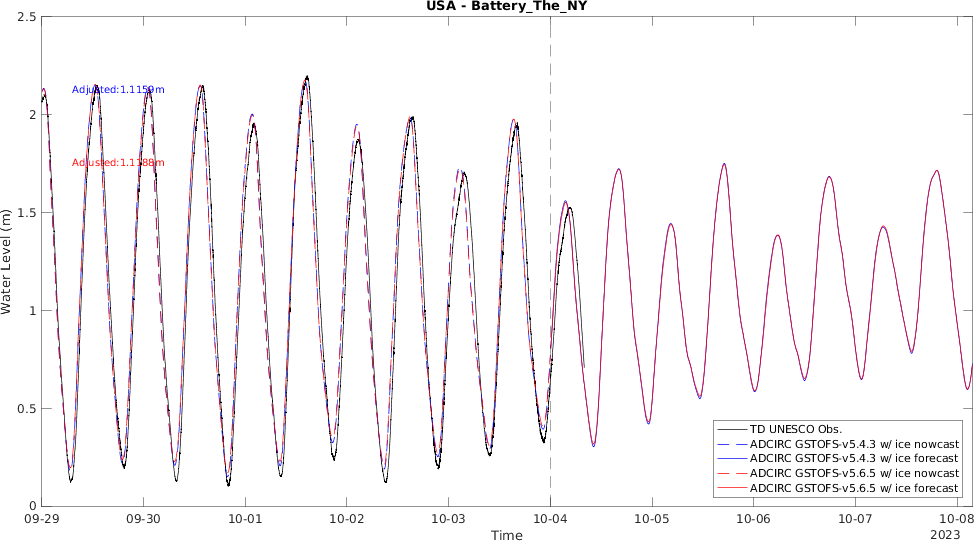 USA - Battery_The_NY
2.5
2
1.5
1
0.5
0
Water Level (m)
Adjusted:1.1159m
Adjusted:1.1188m
TD UNESCO Obs.
ADCIRC GSTOFS-v5.4.3 w/ ice nowcast
ADCIRC GSTOFS-v5.4.3 w/ ice forecast
ADCIRC GSTOFS-v5.6.5 w/ ice nowcast
ADCIRC GSTOFS-v5.6.5 w/ ice forecast
09-29 09-30 10-01 10-02 10-03 10-04 10-05 10-06 10-07 10-08
Time
2023